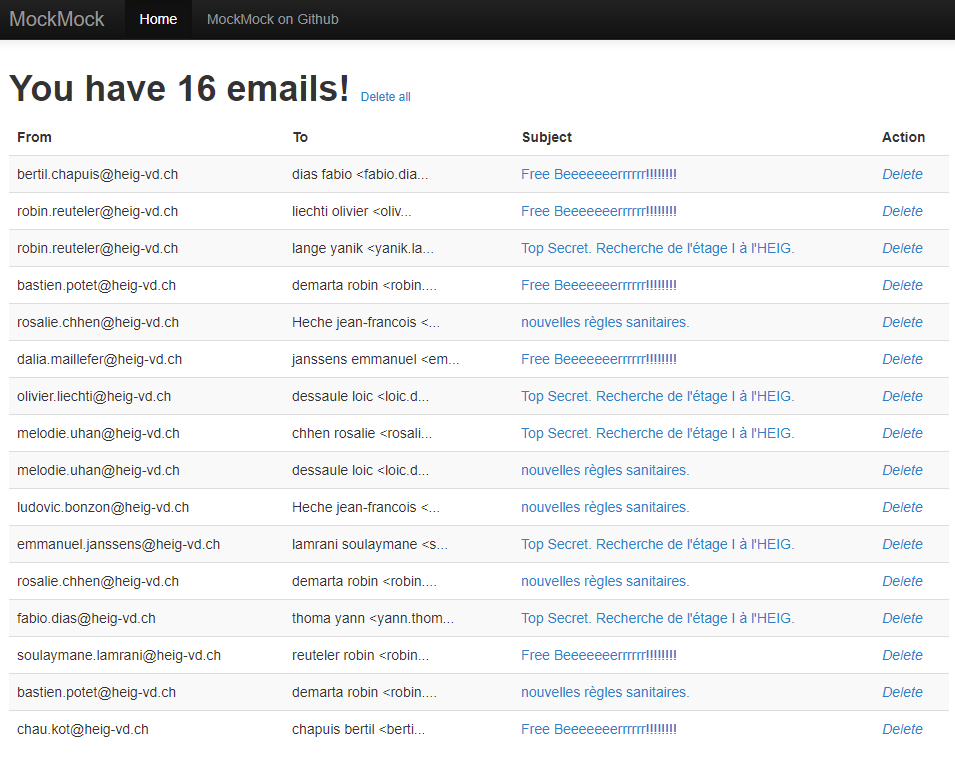 MockMock Home MockMock on Github
You have 16 emails! Delete all
From To Subject Action
bertil.chapuis@heig-vd.ch dias fabio <fabio.dia... Free Beeeeeeerrrrrr!!!!!!!! Delete
robin.reuteler@heig-vd.ch liechti olivier <oliv... Free Beeeeeeerrrrrr!!!!!!!! Delete
robin.reuteler@heig-vd.ch lange yanik <yanik.la... Top Secret. Recherche de l'étage I à l'HEIG. Delete
bastien.potet@heig-vd.ch demarta robin <robin.... Free Beeeeeeerrrrrr!!!!!!!! Delete
rosalie.chhen@heig-vd.ch Heche jean-francois <... nouvelles règles sanitaires. Delete
dalia.maillefer@heig-vd.ch janssens emmanuel <em... Free Beeeeeeerrrrrr!!!!!!!! Delete
olivier.liechti@heig-vd.ch dessaule loic <loic.d... Top Secret. Recherche de l'étage I à l'HEIG. Delete
melodie.uhan@heig-vd.ch chhen rosalie <rosali... Top Secret. Recherche de l'étage I à l'HEIG. Delete
melodie.uhan@heig-vd.ch dessaule loic <loic.d... nouvelles règles sanitaires. Delete
ludovic.bonzon@heig-vd.ch Heche jean-francois <... nouvelles règles sanitaires. Delete
emmanuel.janssens@heig-vd.ch lamrani soulaymane <s... Top Secret. Recherche de l'étage I à l'HEIG. Delete
rosalie.chhen@heig-vd.ch demarta robin <robin.... nouvelles règles sanitaires. Delete
fabio.dias@heig-vd.ch thoma yann <yann.thom... Top Secret. Recherche de l'étage I à l'HEIG. Delete
soulaymane.lamrani@heig-vd.ch reuteler robin <robin... Free Beeeeeeerrrrrr!!!!!!!! Delete
bastien.potet@heig-vd.ch demarta robin <robin.... nouvelles règles sanitaires. Delete
chau.kot@heig-vd.ch chapuis bertil <berti... Free Beeeeeeerrrrrr!!!!!!!! Delete